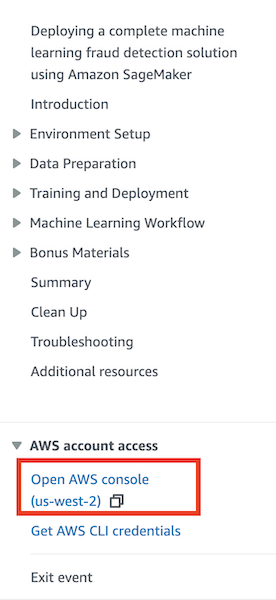 Deploying a complete machine
learning fraud detection solution
using Amazon SageMaker
Introduction
Environment Setup
Data Preparation
Training and Deployment
Machine Learning Workflow
Bonus Materials
Summary
Clean Up
Troubleshooting
Additional resources
AWS account access
Open AWS console
(us-west-2)
Get AWS CLI credentials
Exit event